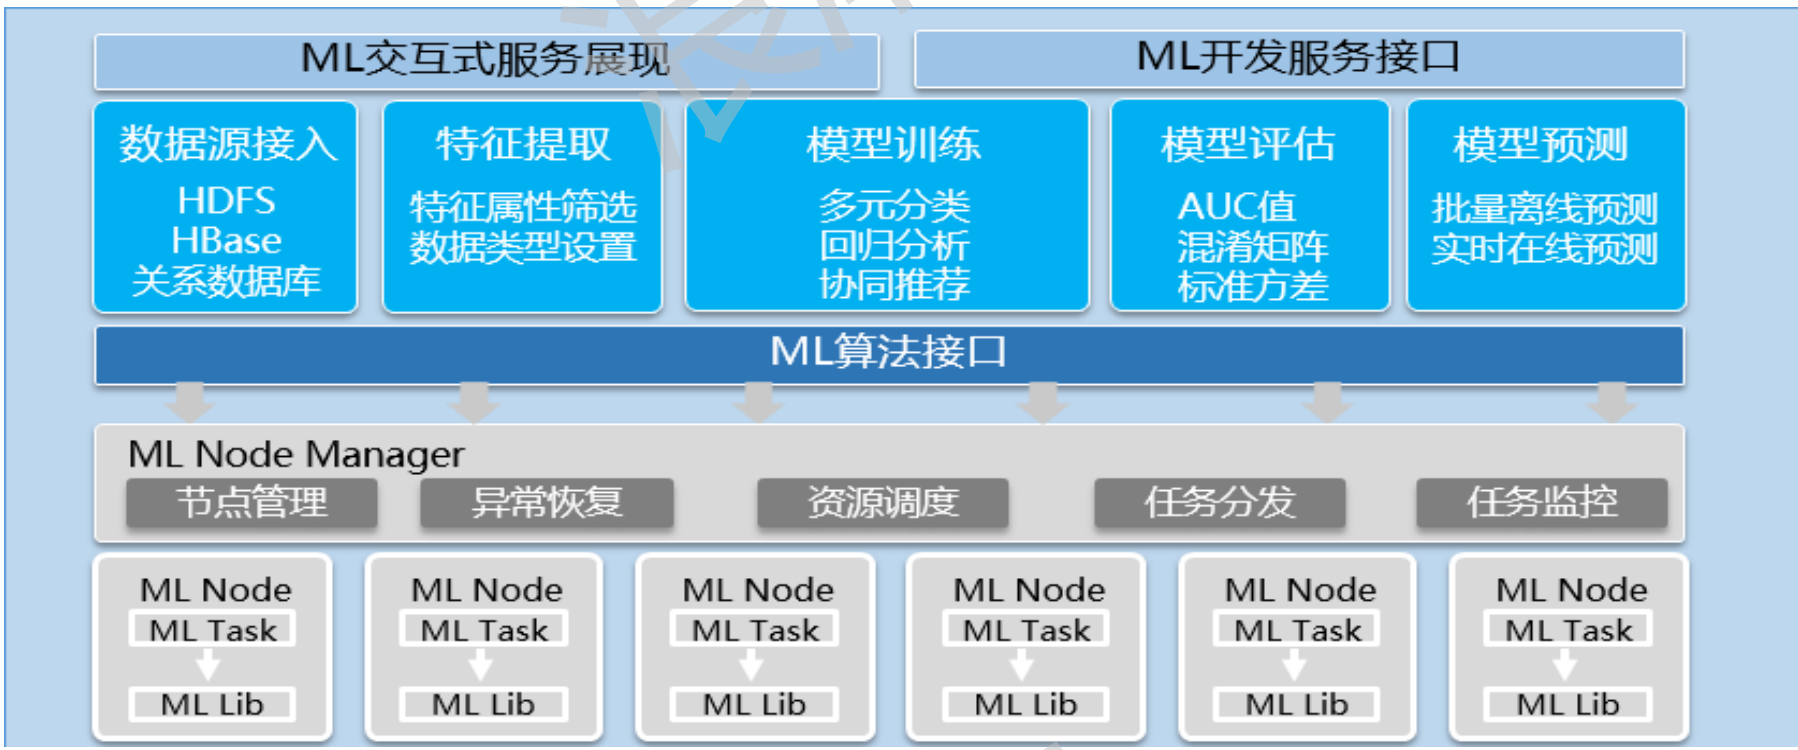 ML交互式服务展现
ML开发服务接口
数据源接入
HDFS
HBase
关系数据库
特征提取
特征属性筛选
数据类型设置
模型训练
多元分类
回归分析
协同推荐
模型评估
AUC值
混淆矩阵
标准方差
模型预测
批量离线预测
实时在线预测
ML算法接口
ML Node Manager
节点管理
异常恢复
资源调度
任务分发
任务监控
ML Node
ML Task
ML Lib
ML Node
ML Task
ML Lib
ML Node
ML Task
ML Lib
ML Node
ML Task
ML Lib
ML Node
ML Task
ML Lib
ML Node
ML Task
ML Lib